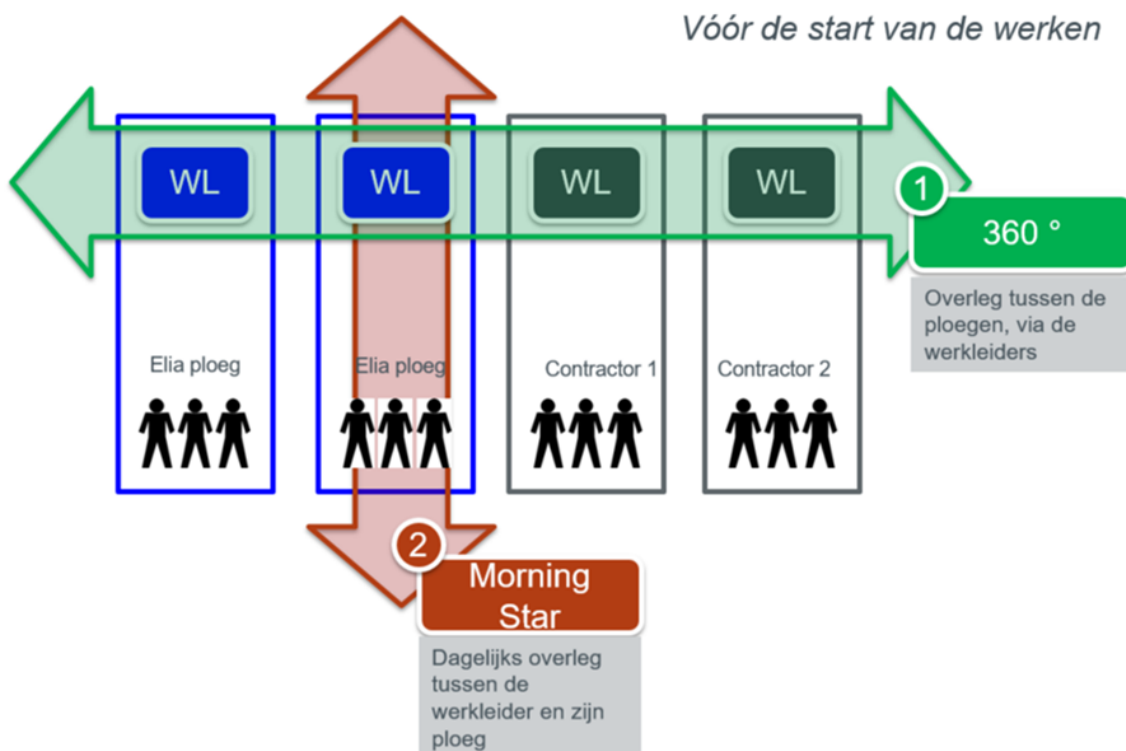 Vóór de start van de werken
WL
WL
WL
WL
1
360 °
Overleg tussen de
ploegen, via de
werkleiders
Elia ploeg
Elia ploeg
Contractor 1
Contractor 2
2
Morning
Star
Dagelijks overleg
tussen de
werkleider en zijn
ploeg